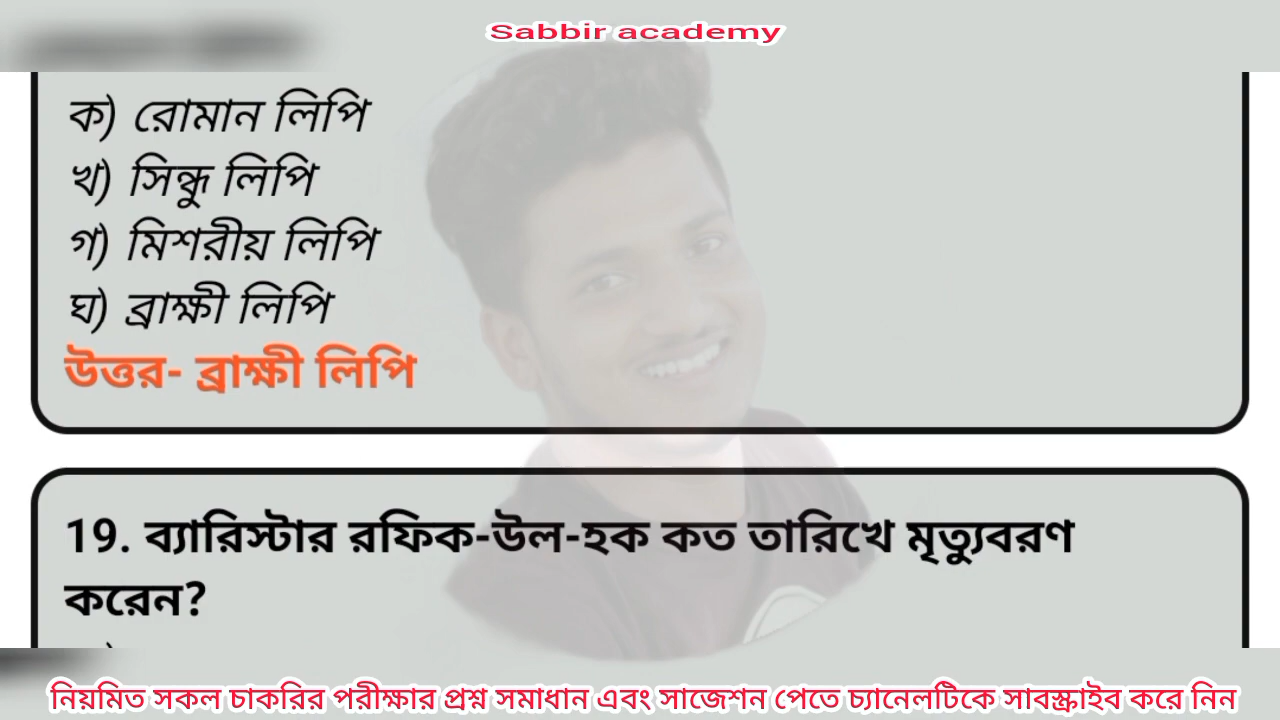 Sabbir academy
ক) রোমান লিপি
খ) সিন্ধু লিপি
গ) মিশরীয় লিপি
ঘ) ব্রাক্ষী লিপি
উত্তর- ব্রাক্ষী লিপি
19. ব্যারিস্টার রফিক-উল-হক কত তারিখে মৃত্যুবরণ
করেন?
নিয়মিত সকল চাকরির পরীক্ষার প্রশ্ন সমাধান এবং সাজেশন পেতে চ্যানেলটিকে সাবস্ক্রাইব করে নিন